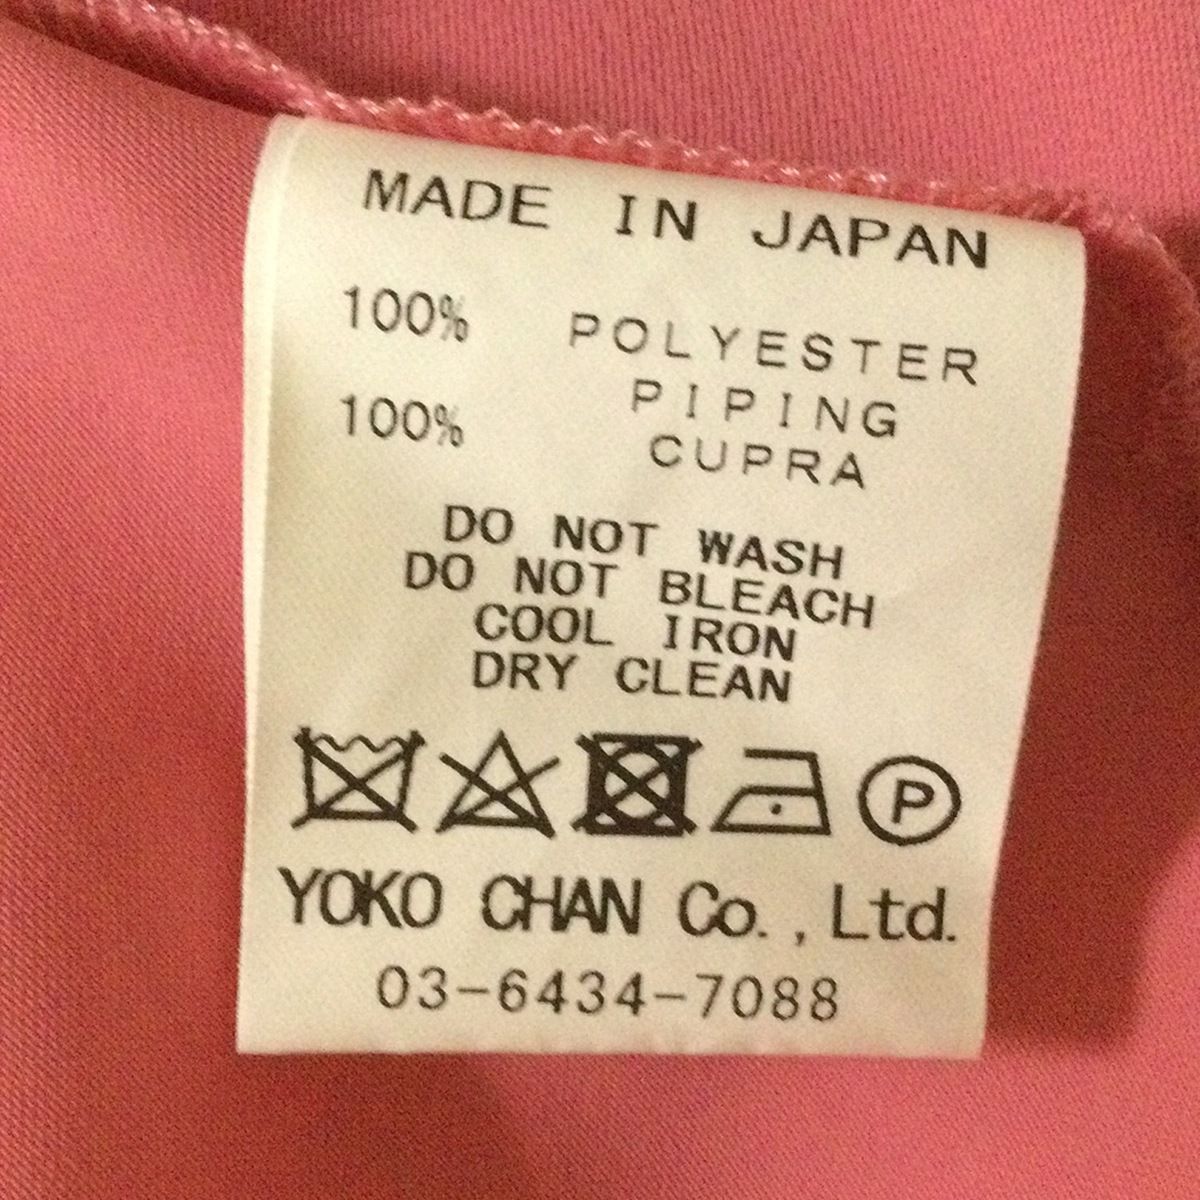 MADE IN JAPAN
100% POLYESTER
PIPING
100% CUPRA
DO NOT WASH
DO NOT BLEACH
COOL IRON
DRY CLEAN
P
YOKO CHAN Co., Ltd.
03-6434-7088